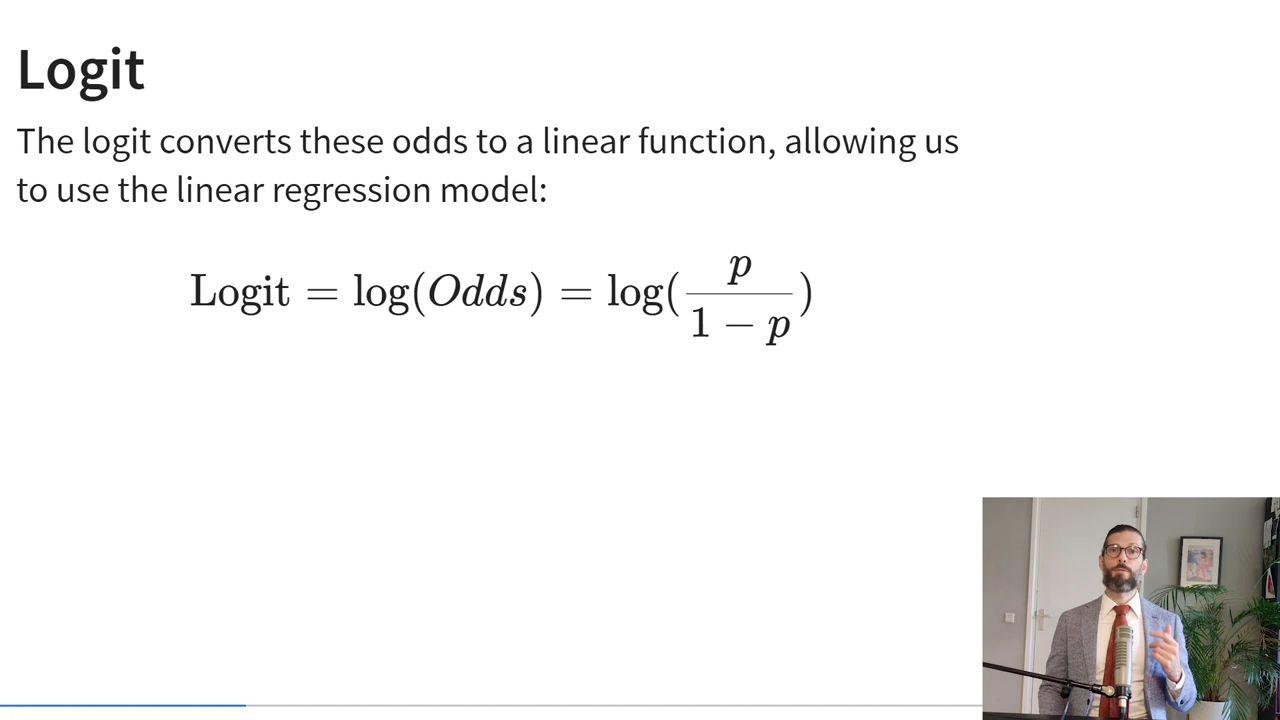 Logit
The logit converts these odds to a linear function, allowing us
to use the linear regression model:
Logit = log(Odds) = log(p/(1 − p))